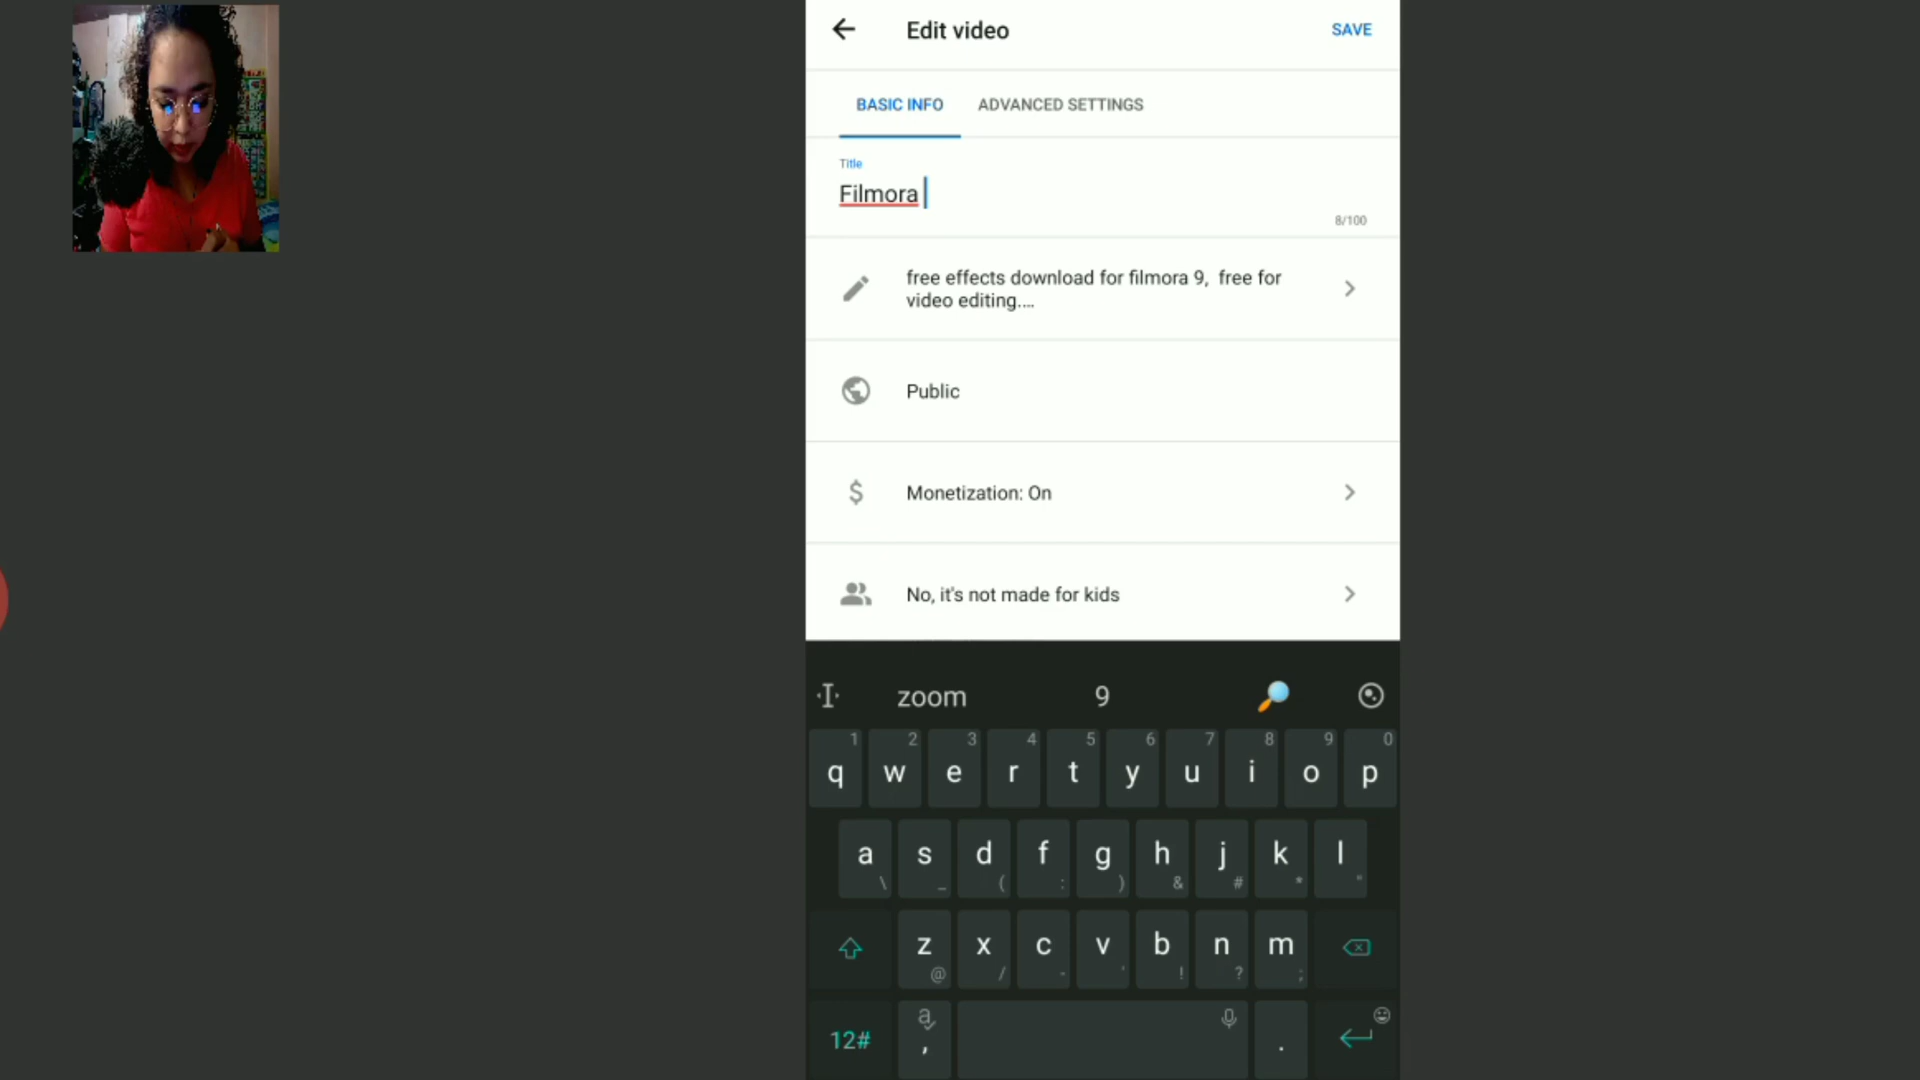 Edit video
SAVE
BASIC INFO
ADVANCED SETTINGS
Title
Filmora
8/100
free effects download for filmora 9,  free for
video editing....
Public
$
Monetization: On
No, it's not made for kids
zoom
9
1 2 3 4 5 6 7 8 9 0
q w e r t y u i o p
a s d f g h j k l
\ _ ( : ) & # * "
z x c v b n m
@ / - ' ! ? ;
a
12# , .